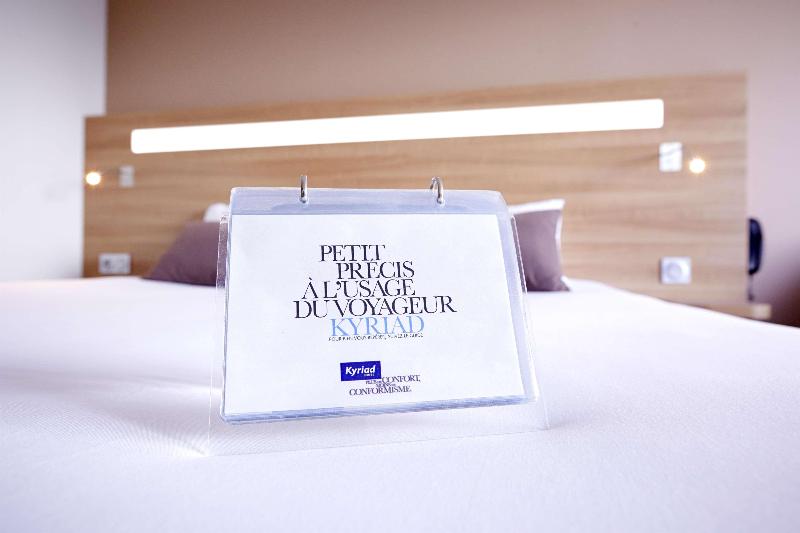 PETIT
PRÉCIS
À L'USAGE
DU VOYAGEUR
KYRIAD
Kyriad
CONFORT,
CONFORMISME